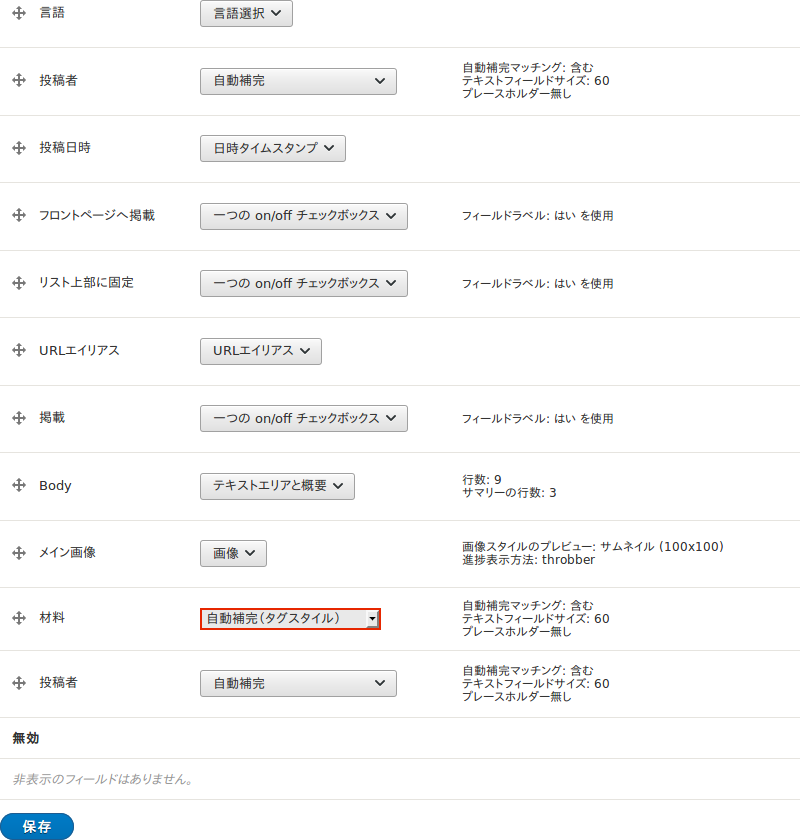 言語 言語選択
投稿者 自動補完 自動補完マッチング: 含む
テキストフィールドサイズ: 60
プレースホルダー無し
投稿日時 日時タイムスタンプ
フロントページへ掲載 一つの on/off チェックボックス フィールドラベル: はい を使用
リスト上部に固定 一つの on/off チェックボックス フィールドラベル: はい を使用
URLエイリアス URLエイリアス
掲載 一つの on/off チェックボックス フィールドラベル: はい を使用
Body テキストエリアと概要 行数: 9
サマリーの行数: 3
メイン画像 画像 画像スタイルのプレビュー: サムネイル (100x100)
進捗表示方法: throbber
材料 自動補完(タグスタイル) 自動補完マッチング: 含む
テキストフィールドサイズ: 60
プレースホルダー無し
投稿者 自動補完 自動補完マッチング: 含む
テキストフィールドサイズ: 60
プレースホルダー無し
無効
非表示のフィールドはありません。
保存